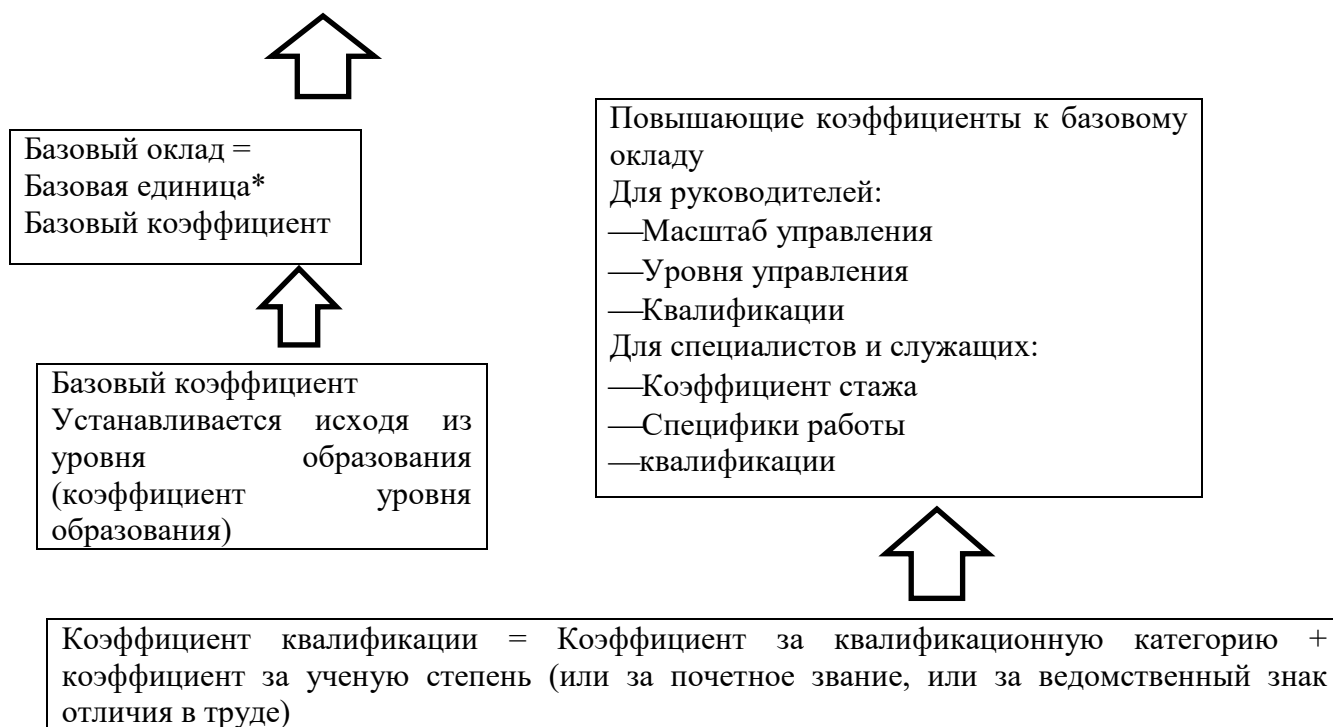 Базовый оклад =
Базовая единица*
Базовый коэффициент
Повышающие коэффициенты к базовому
окладу
Для руководителей:
—Масштаб управления
—Уровня управления
—Квалификации
Для специалистов и служащих:
—Коэффициент стажа
—Специфики работы
—квалификации
Базовый коэффициент
Устанавливается исходя из
уровня образования
(коэффициент уровня
образования)
Коэффициент квалификации = Коэффициент за квалификационную категорию +
коэффициент за ученую степень (или за почетное звание, или за ведомственный знак
отличия в труде)